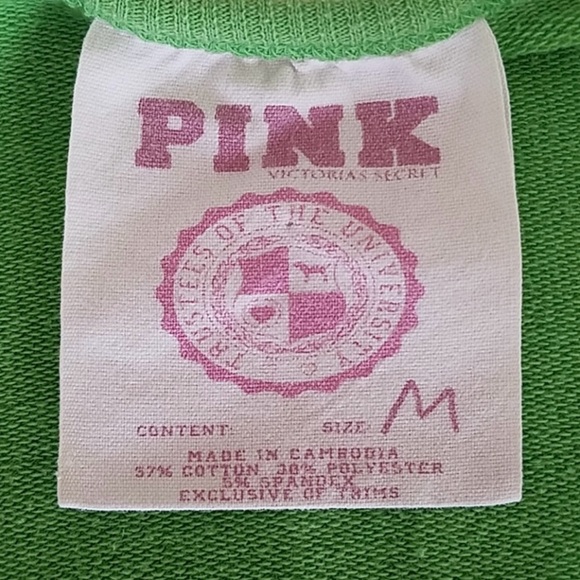 PINK
VICTORIA'S SECRET
TRUSTEES OF THE UNIVERSITY
CONTENT: SIZE: M
MADE IN CAMBODIA
57% COTTON 38% POLYESTER
5% SPANDEX
EXCLUSIVE OF TRIMS